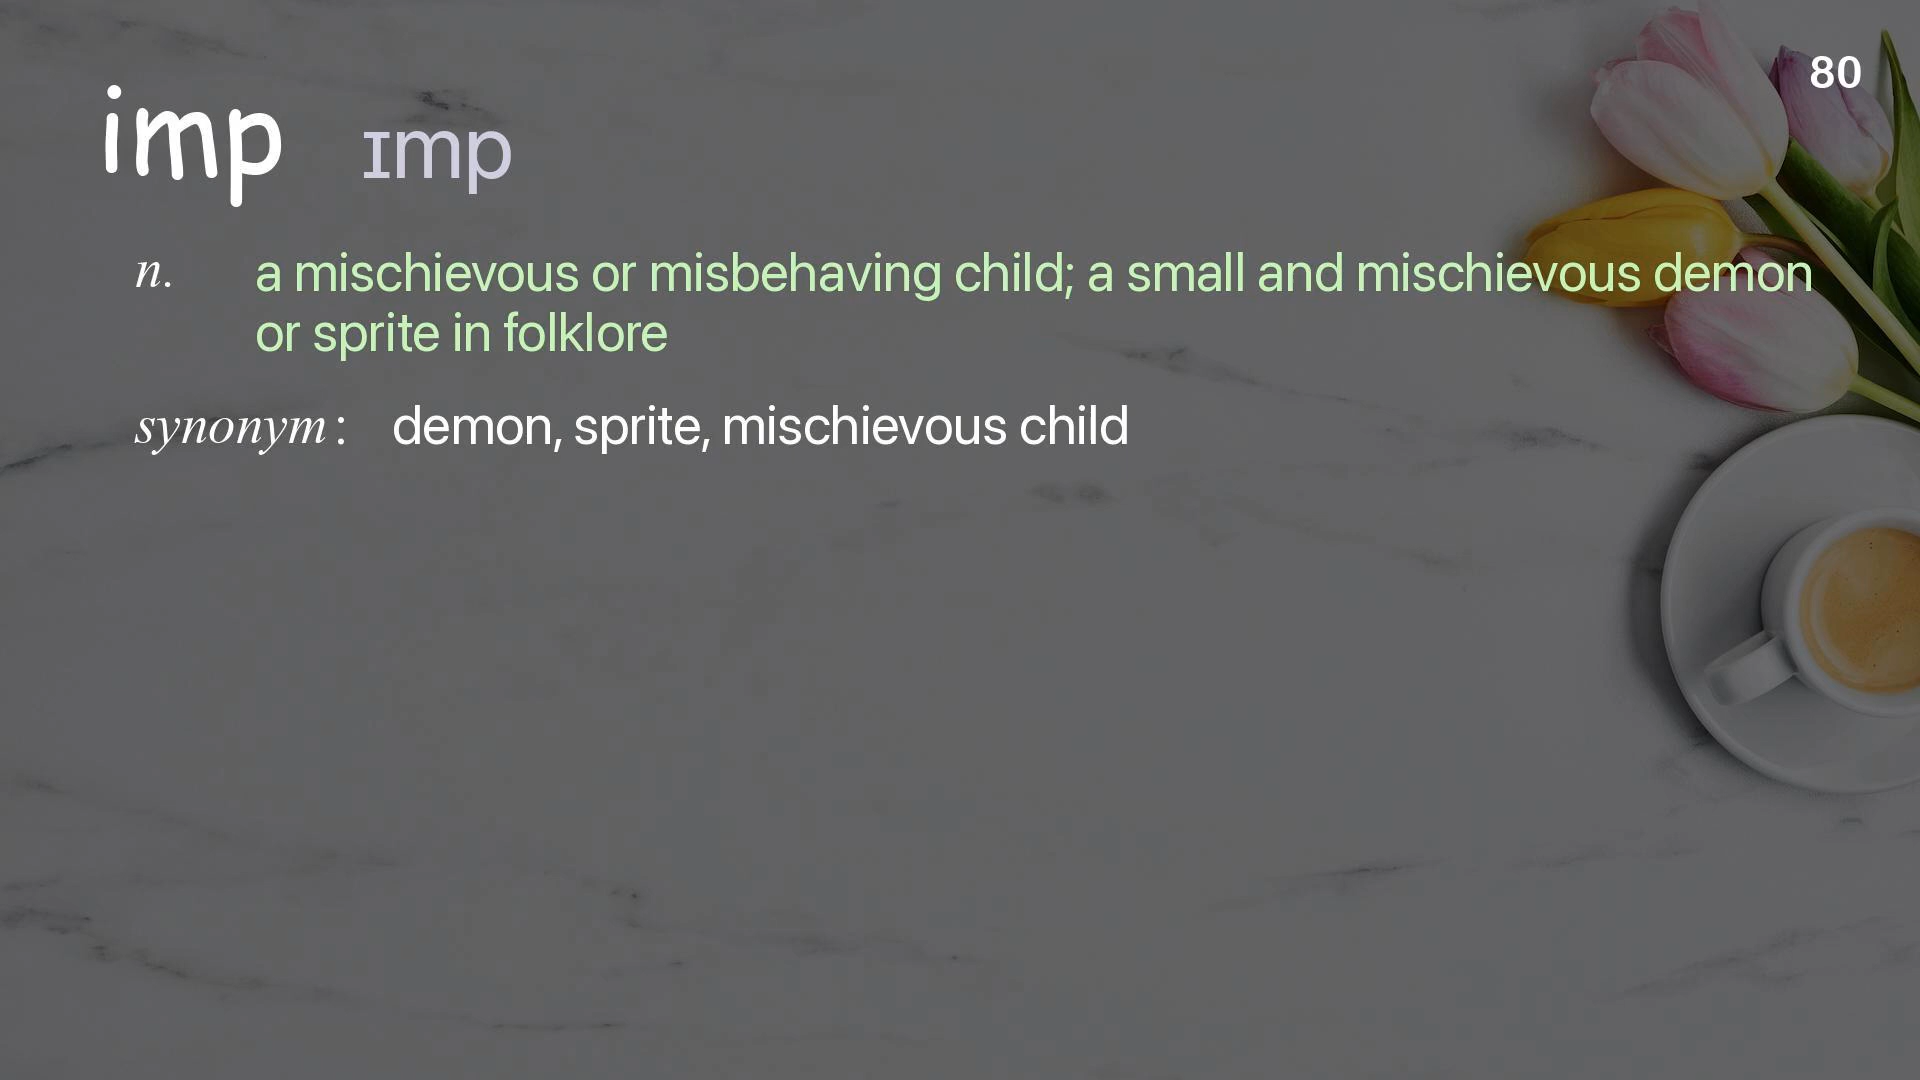 80
imp ɪmp
n. a mischievous or misbehaving child; a small and mischievous demon
or sprite in folklore
synonym: demon, sprite, mischievous child